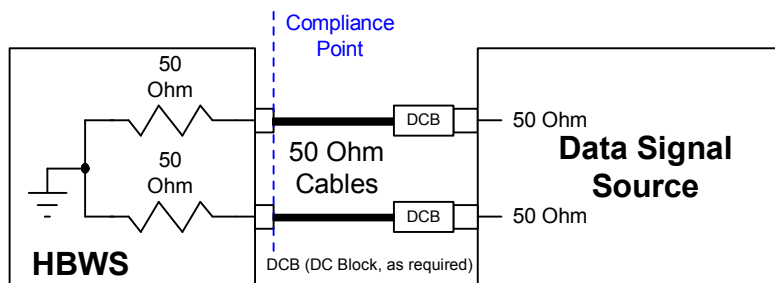 Compliance
Point
50
Ohm
DCB
50 Ohm
50 Ohm
Cables
Data Signal
Source
50
Ohm
DCB
50 Ohm
HBWS
DCB (DC Block, as required)